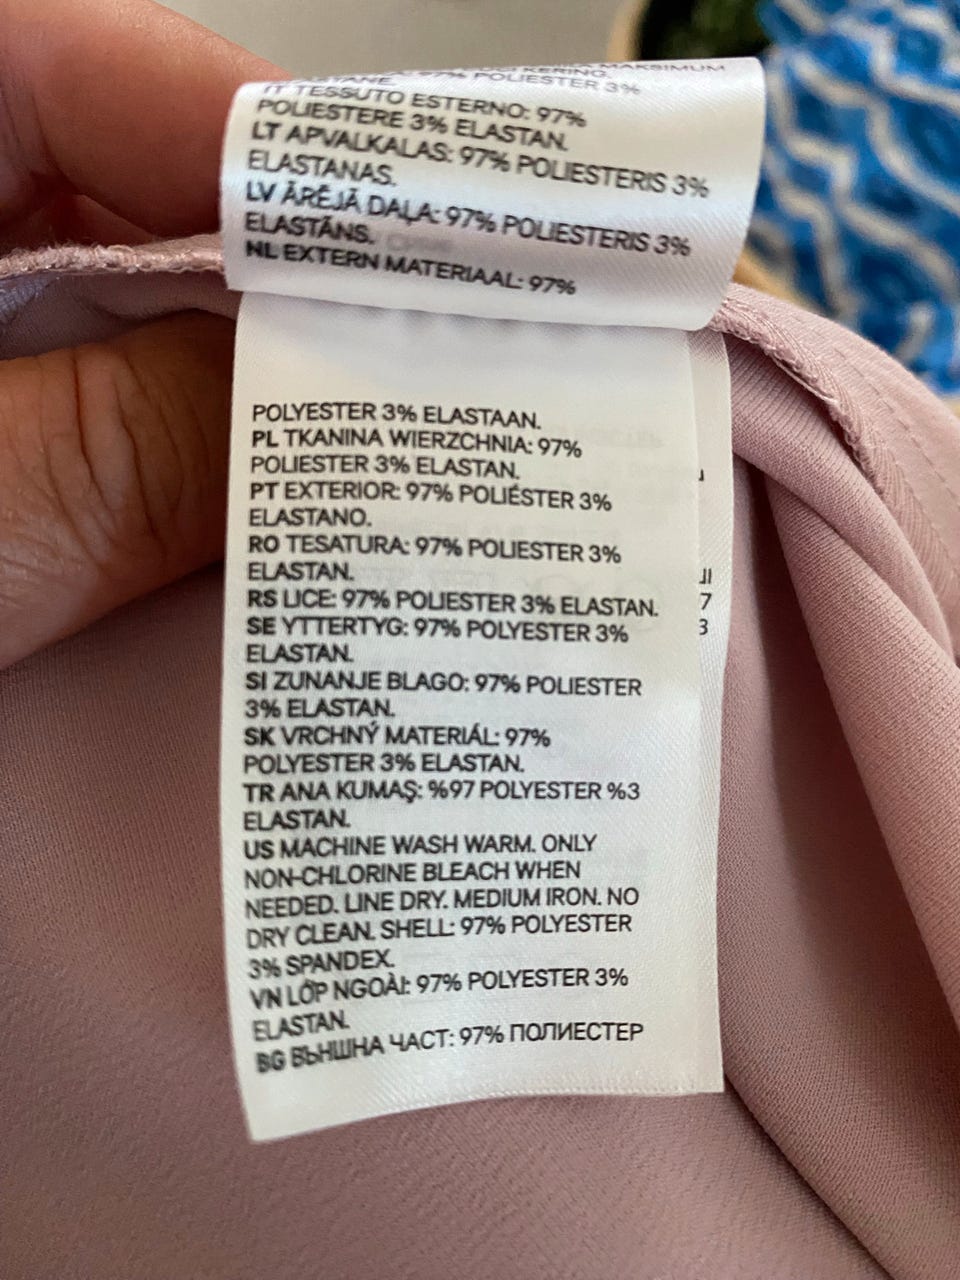 MAKSIMUM
KERING.
97% POLIESTER 3%
IT TESSUTO ESTERNO: 97%
POLIESTERE 3% ELASTAN.
LT APVALKALAS: 97% POLIESTERIS 3%
ELASTANAS.
LV ĀRĒJĀ DAĻA: 97% POLIESTERIS 3%
ELASTĀNS.
NL EXTERN MATERIAAL: 97%
POLYESTER 3% ELASTAAN.
PL TKANINA WIERZCHNIA: 97%
POLIESTER 3% ELASTAN.
PT EXTERIOR: 97% POLIÉSTER 3%
ELASTANO.
RO TESATURA: 97% POLIESTER 3%
ELASTAN.
RS LICE: 97% POLIESTER 3% ELASTAN.
SE YTTERTYG: 97% POLYESTER 3%
ELASTAN.
SI ZUNANJE BLAGO: 97% POLIESTER
3% ELASTAN.
SK VRCHNÝ MATERIÁL: 97%
POLYESTER 3% ELASTAN.
TR ANA KUMAŞ: %97 POLYESTER %3
ELASTAN.
US MACHINE WASH WARM. ONLY
NON-CHLORINE BLEACH WHEN
NEEDED. LINE DRY. MEDIUM IRON. NO
DRY CLEAN. SHELL: 97% POLYESTER
3% SPANDEX.
VN LỚP NGOÀI: 97% POLYESTER 3%
ELASTAN.
BG ВЪНШНА ЧАСТ: 97% ПОЛИЕСТЕР